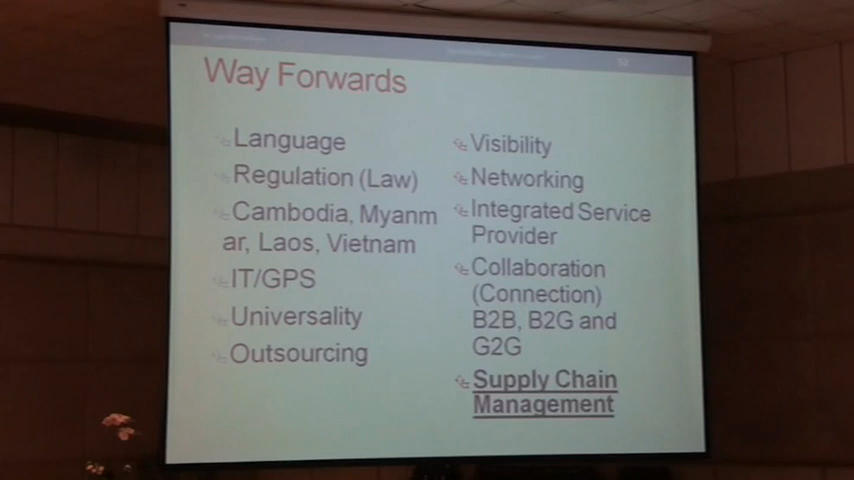 Way Forwards
Language
Regulation (Law)
Cambodia, Myanm
ar, Laos, Vietnam
IT/GPS
Universality
Outsourcing
Visibility
Networking
Integrated Service
Provider
Collaboration
(Connection)
B2B, B2G and
G2G
Supply Chain
Management